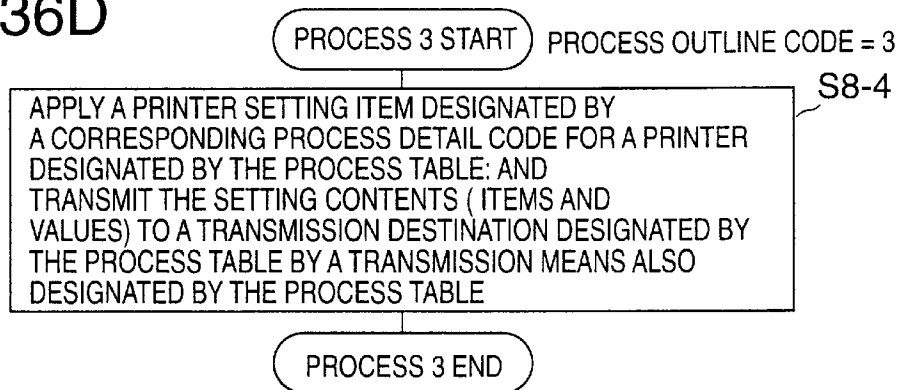 36D
PROCESS 3 START
PROCESS OUTLINE CODE = 3
S8-4
APPLY A PRINTER SETTING ITEM DESIGNATED BY
A CORRESPONDING PROCESS DETAIL CODE FOR A PRINTER
DESIGNATED BY THE PROCESS TABLE: AND
TRANSMIT THE SETTING CONTENTS ( ITEMS AND
VALUES) TO A TRANSMISSION DESTINATION DESIGNATED BY
THE PROCESS TABLE BY A TRANSMISSION MEANS ALSO
DESIGNATED BY THE PROCESS TABLE
PROCESS 3 END